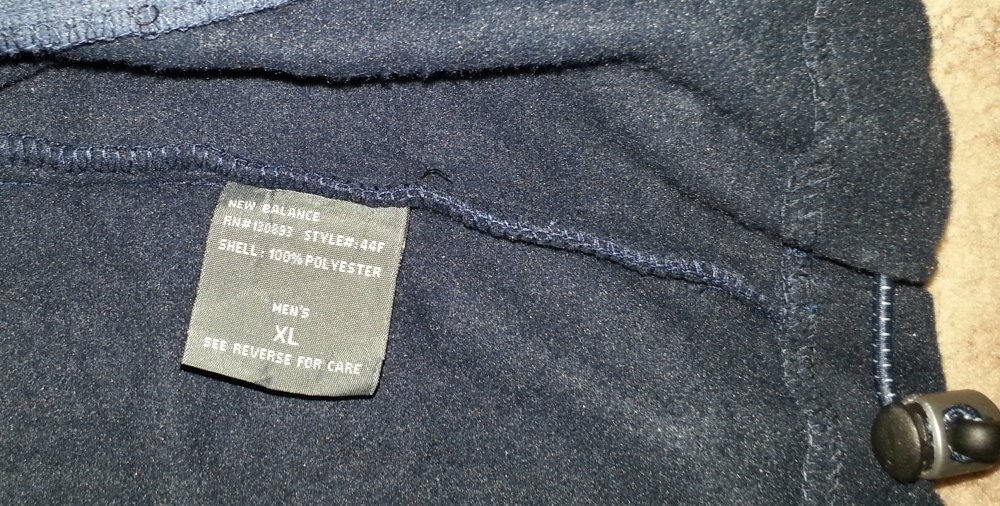 NEW BALANCE
RN#130893 STYLE#:44F
SHELL: 100% POLYESTER
MEN'S
XL
SEE REVERSE FOR CARE